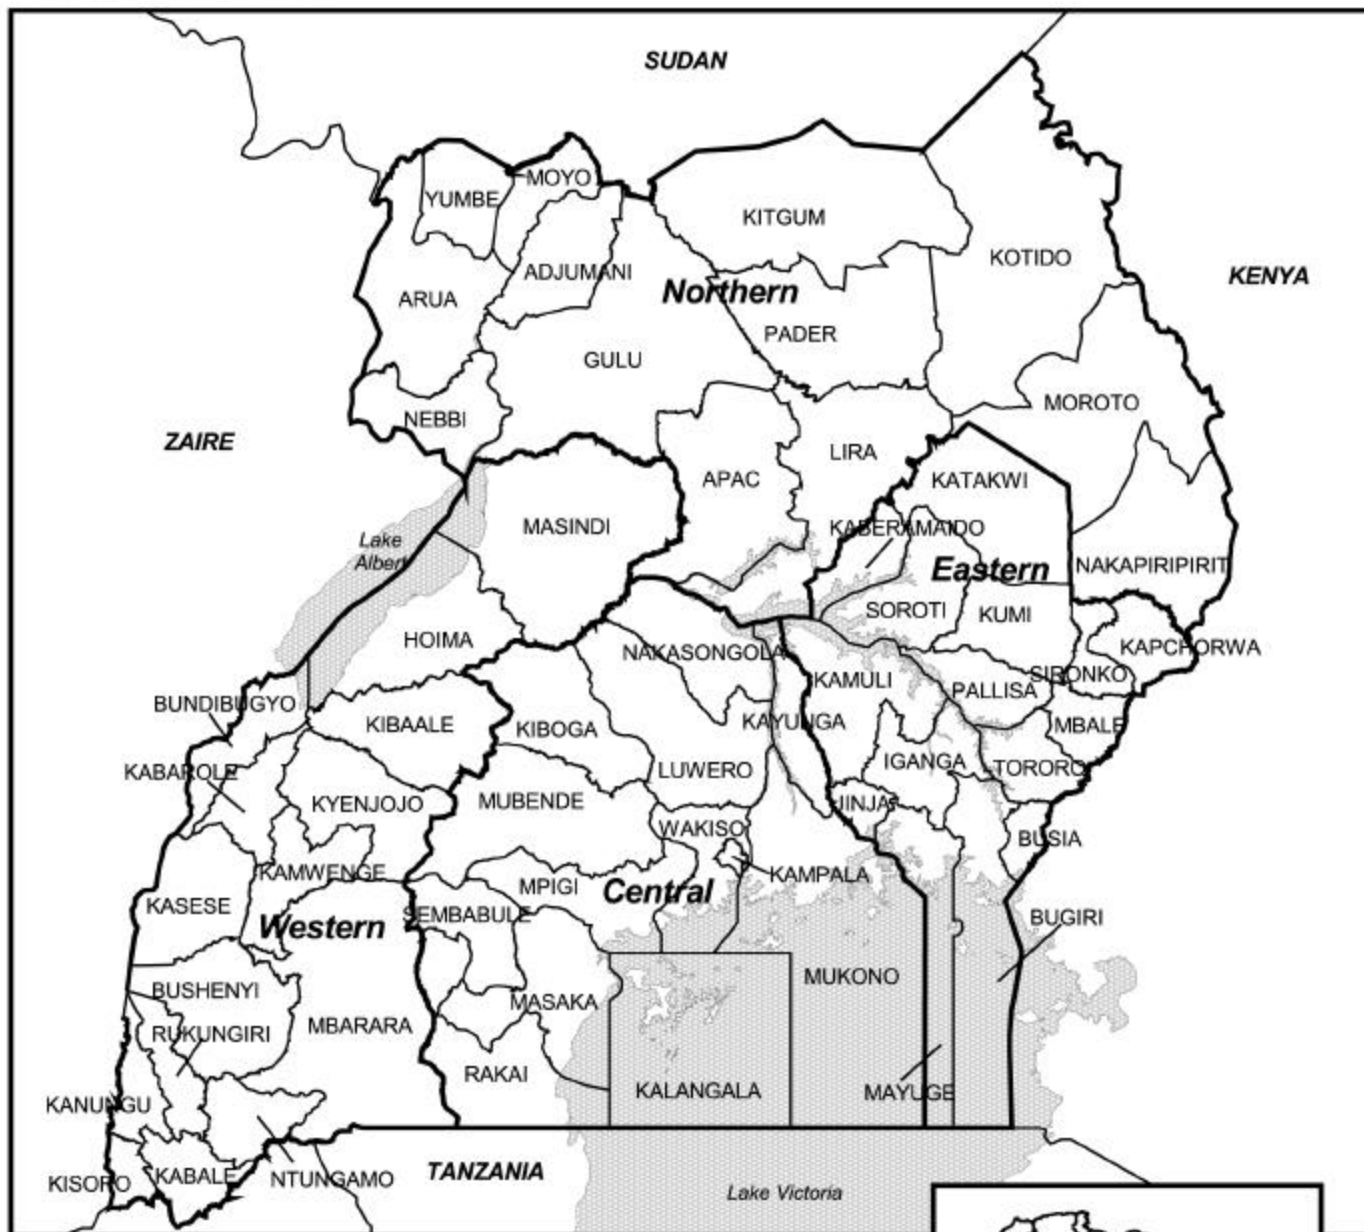 SUDAN
MOYO
YUMBE
KITGUM
KOTIDO
ADJUMANI
KENYA
Northern
ARUA
PADER
GULU
MOROTO
NEBBI
ZAIRE
LIRA
APAC
KATAKWI
MASINDI
KABERAMAIDO
Lake
Albert
Eastern
NAKAPIRIPIRIT
SOROTI
KUMI
HOIMA
NAKASONGOLA
KAPCHORWA
SIRONKO
KAMULI
PALLISA
BUNDIBUGYO
KIBAALE
KIBOGA
KAYUNGA
MBALE
KABAROLE
LUWERO
IGANGA
TORORO
KYENJOJO
MUBENDE
JINJA
WAKISO
BUSIA
KAMWENGE
KAMPALA
MPIGI
Central
KASESE
SEMBABULE
BUGIRI
Western
MUKONO
BUSHENYI
MASAKA
MBARARA
RUKUNGIRI
RAKAI
KALANGALA
MAYUGE
KANUNGU
TANZANIA
KABALE
NTUNGAMO
KISORO
Lake Victoria